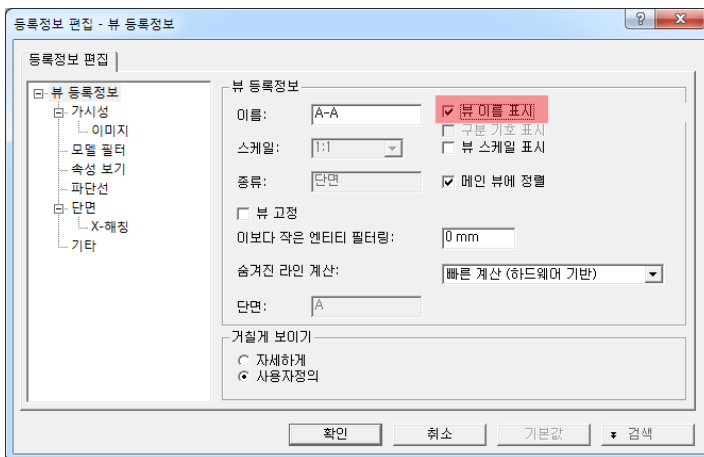 등록정보 편집 - 뷰 등록정보
등록정보 편집
뷰 등록정보
가시성
이미지
모델 필터
속성 보기
파단선
단면
X-해칭
기타
뷰 등록정보
이름: A-A
뷰 이름 표시
구분 기호 표시
스케일: 1:1
뷰 스케일 표시
종류: 단면
메인 뷰에 정렬
뷰 고정
이보다 작은 엔티티 필터링: 0 mm
숨겨진 라인 계산: 빠른 계산 (하드웨어 기반)
단면: A
거칠게 보이기
자세하게
사용자정의
확인 취소 기본값 검색